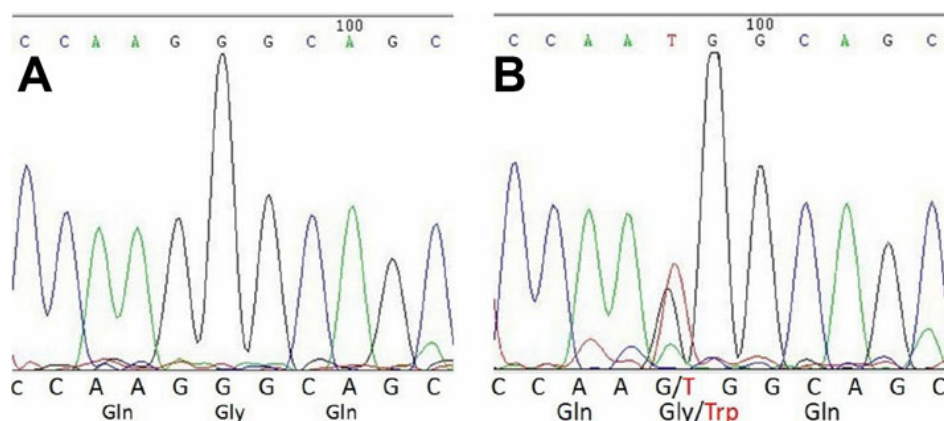 100
C C A A G G G C A G C
A
c C A A G G G C A G C
Gln Gly Gln
100
C C A A T G G C A G C
B
C C A A G/T G G C A G C
Gln Gly/Trp Gln